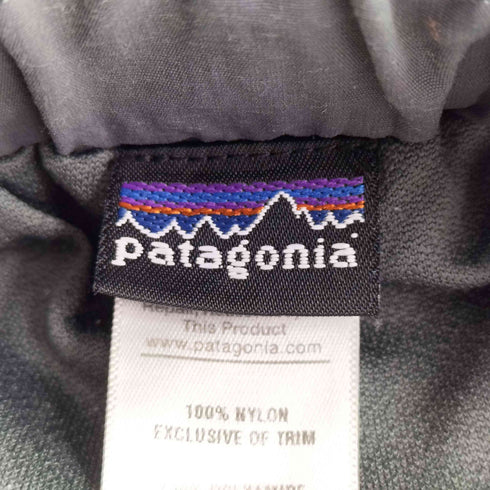 patagonia
This Product
www.patagonia.com
100% NYLON
EXCLUSIVE OF TRIM